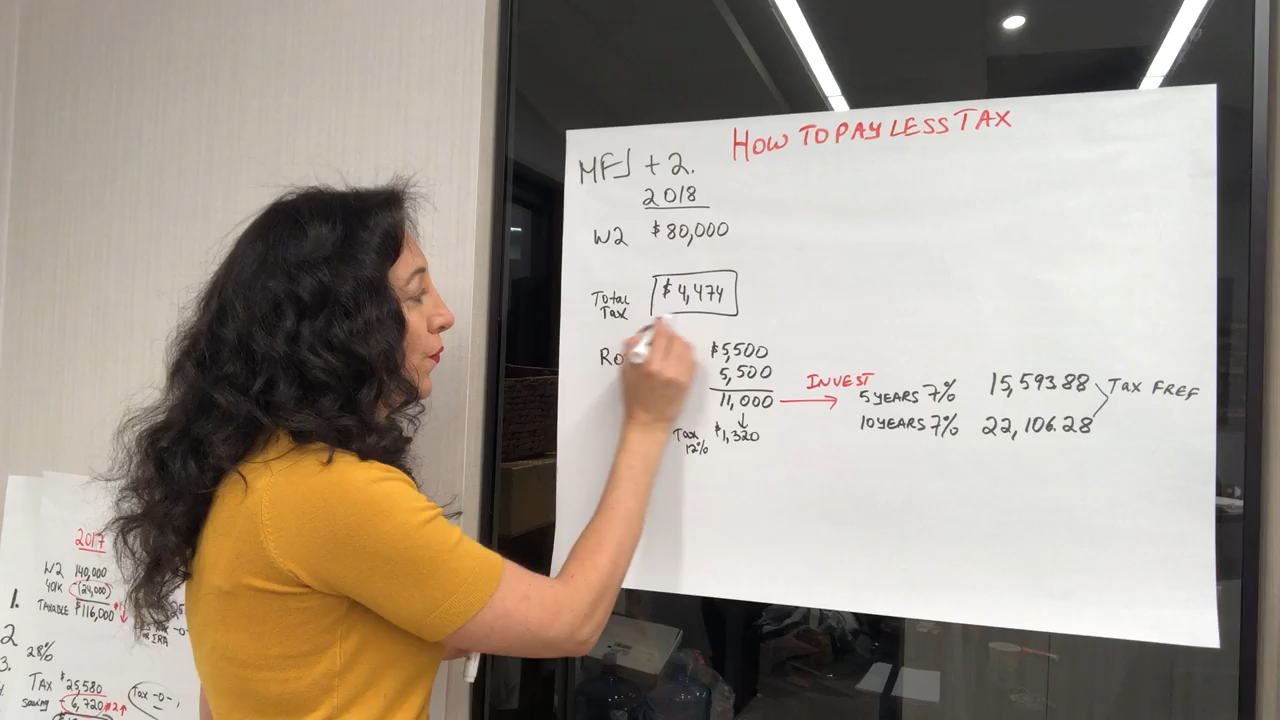 HOW TO PAY LESS TAX
MFJ + 2.
2018
W2 $80,000
Total Tax $4,474
Ro $5,500
5,500
11,000
INVEST
5 YEARS 7% 15,593.88
10 YEARS 7% 22,106.28
TAX FREE
Tax 12% $1,320
2017
W2 140,000
401K (24,000)
TAXABLE $116,000
1.
2
28%
3.
TAX $25,580
Saving 6,720
Tax -0-